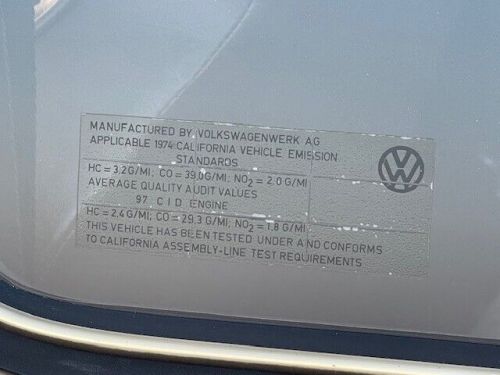 MANUFACTURED BY VOLKSWAGENWERK AG
APPLICABLE 1974 CALIFORNIA VEHICLE EMISSION
STANDARDS
HC = 3.2G/MI; CO = 39.0G/MI; NO2 = 2.0 G/MI
AVERAGE QUALITY AUDIT VALUES
97 C I D ENGINE
HC = 2.4G/MI; CO = 29.3 G/MI; NO2 = 1.8 G/MI
THIS VEHICLE HAS BEEN TESTED UNDER AND CONFORMS
TO CALIFORNIA ASSEMBLY-LINE TEST REQUIREMENTS
VW